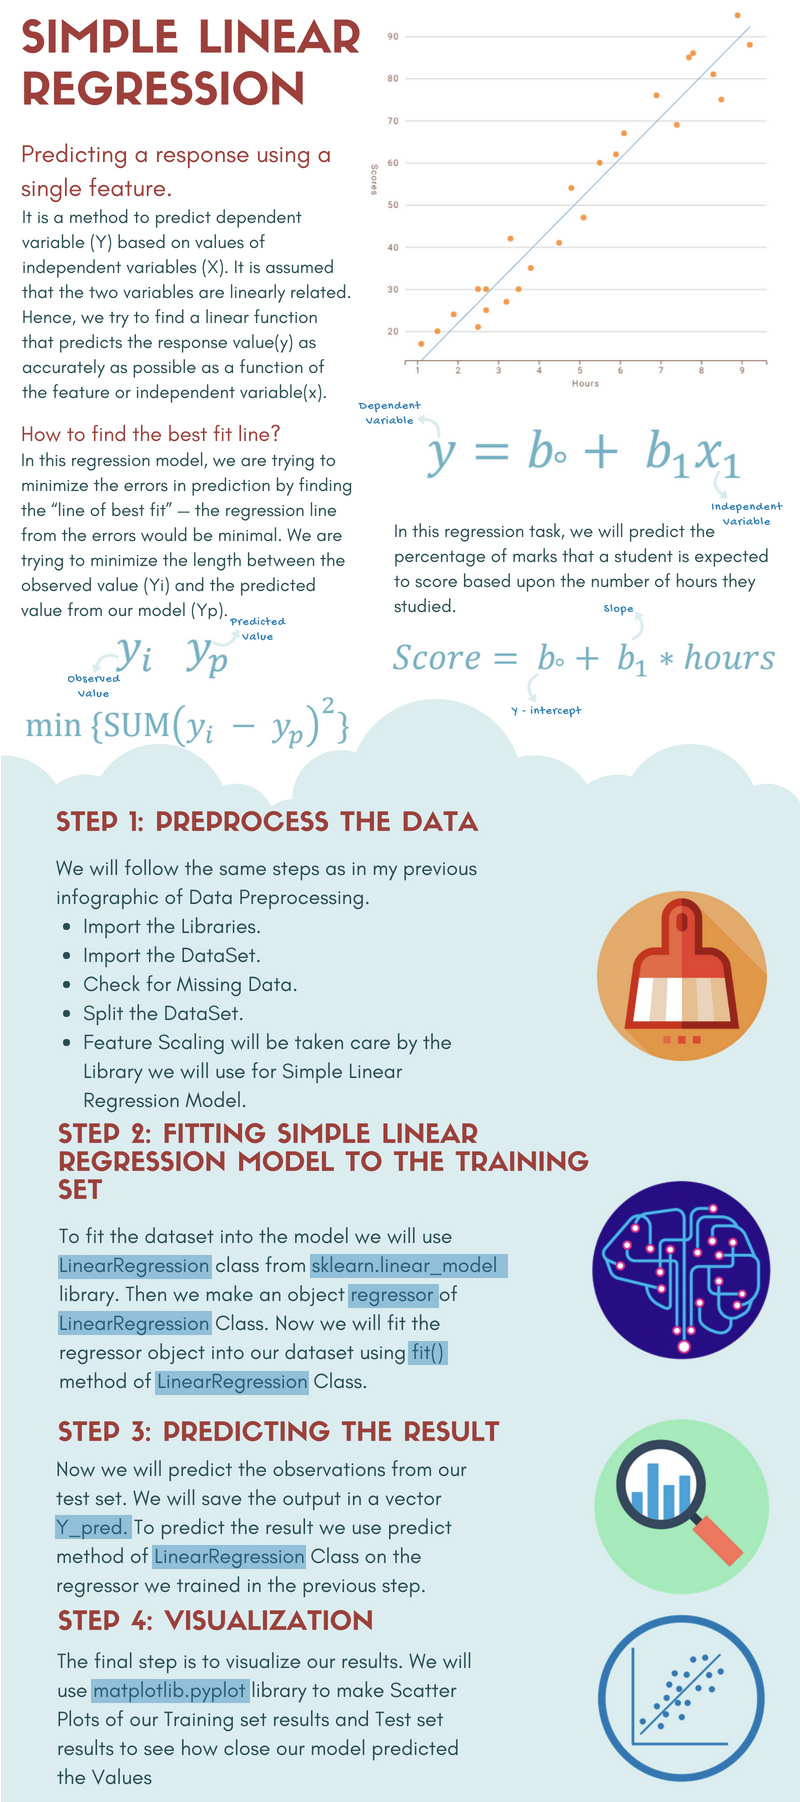 SIMPLE LINEAR
REGRESSION
Predicting a response using a
single feature.
It is a method to predict dependent
variable (Y) based on values of
independent variables (X). It is assumed
that the two variables are linearly related.
Hence, we try to find a linear function
that predicts the response value(y) as
accurately as possible as a function of
the feature or independent variable(x).
How to find the best fit line?
In this regression model, we are trying to
minimize the errors in prediction by finding
the “line of best fit” — the regression line
from the errors would be minimal. We are
trying to minimize the length between the
observed value (Yi) and the predicted
value from our model (Yp).
Predicted
Value
yᵢ yₚ
Observed
Value
min {SUM(yᵢ − yₚ)²}
90
80
70
60
50
40
30
20
Scores
1 2 3 4 5 6 7 8 9
Hours
Dependent
Variable
y = b∘ + b₁x₁
Independent
Variable
In this regression task, we will predict the
percentage of marks that a student is expected
to score based upon the number of hours they
studied.
Slope
Score = b∘ + b₁ ∗ hours
Y - intercept
STEP 1: PREPROCESS THE DATA
We will follow the same steps as in my previous
infographic of Data Preprocessing.
• Import the Libraries.
• Import the DataSet.
• Check for Missing Data.
• Split the DataSet.
• Feature Scaling will be taken care by the
Library we will use for Simple Linear
Regression Model.
STEP 2: FITTING SIMPLE LINEAR
REGRESSION MODEL TO THE TRAINING
SET
To fit the dataset into the model we will use
LinearRegression class from sklearn.linear_model
library. Then we make an object regressor of
LinearRegression Class. Now we will fit the
regressor object into our dataset using fit()
method of LinearRegression Class.
STEP 3: PREDICTING THE RESULT
Now we will predict the observations from our
test set. We will save the output in a vector
Y_pred. To predict the result we use predict
method of LinearRegression Class on the
regressor we trained in the previous step.
STEP 4: VISUALIZATION
The final step is to visualize our results. We will
use matplotlib.pyplot library to make Scatter
Plots of our Training set results and Test set
results to see how close our model predicted
the Values